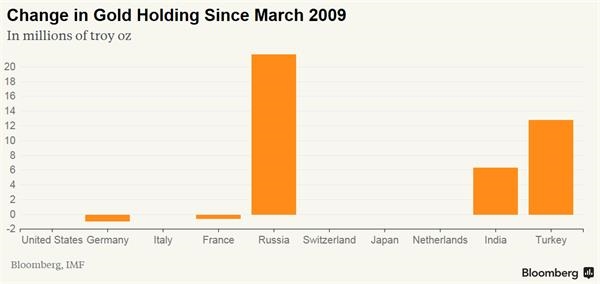 Change in Gold Holding Since March 2009
In millions of troy oz
20
18
16
14
12
10
8
6
4
2
0
-2
United States Germany Italy France Russia Switzerland Japan Netherlands India Turkey
Bloomberg, IMF
Bloomberg